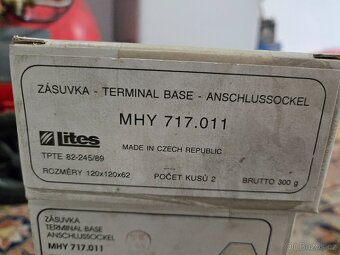 ZÁSUVKA - TERMINAL BASE - ANSCHLUSSOCKEL
MHY 717.011
lites
MADE IN CZECH REPUBLIC
TPTE 82-245/89
ROZMĚRY 120x120x62
POČET KUSŮ 2
BRUTTO 300 g
ZÁSUVKA
TERMINAL BASE
ANSCHLUSSOCKEL
MHY 717.011